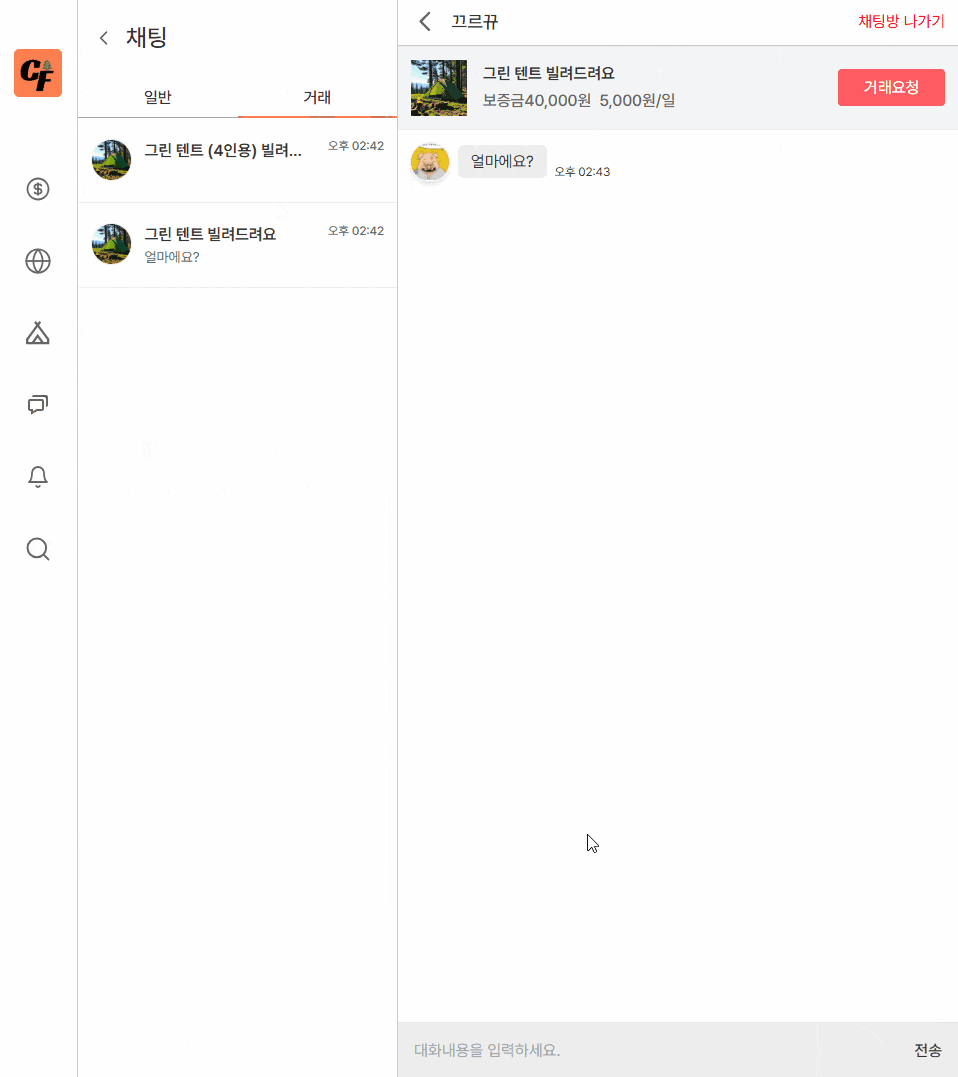 CF
채팅
일반
거래
그린 텐트 (4인용) 빌려...
오후 02:42
그린 텐트 빌려드려요
오후 02:42
얼마에요?
끄르뀨
채팅방 나가기
그린 텐트 빌려드려요
보증금40,000원 5,000원/일
거래요청
얼마에요?
오후 02:43
대화내용을 입력하세요.
전송